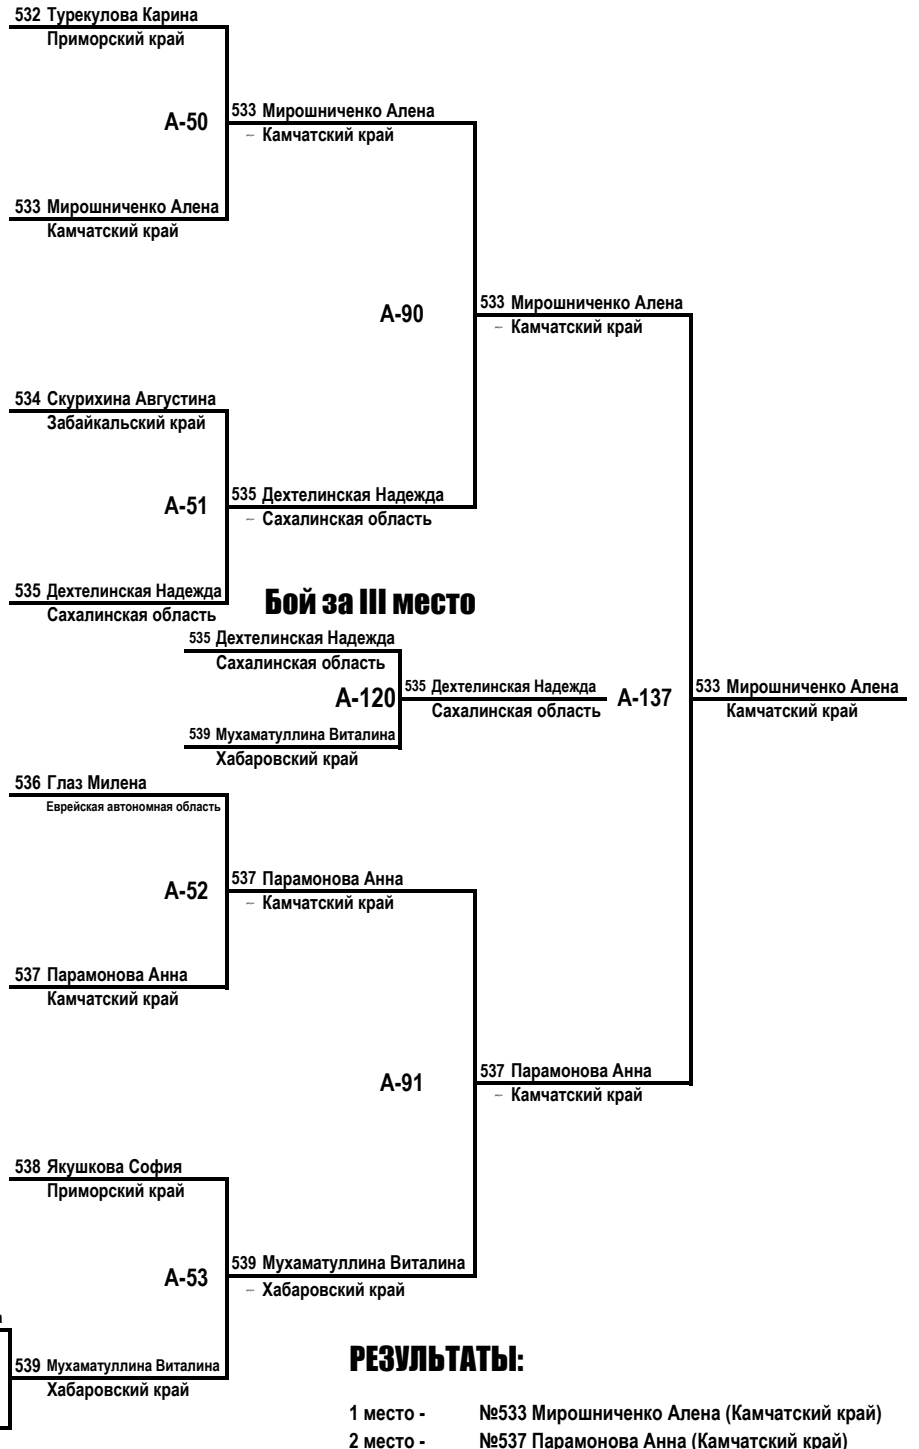 532 Турекулова Карина
Приморский край
533 Мирошниченко Алена
А-50
– Камчатский край
533 Мирошниченко Алена
Камчатский край
533 Мирошниченко Алена
А-90
– Камчатский край
534 Скурихина Августина
Забайкальский край
535 Дехтелинская Надежда
А-51
– Сахалинская область
535 Дехтелинская Надежда
Сахалинская область
Бой за III место
535 Дехтелинская Надежда
Сахалинская область
А-120
535 Дехтелинская Надежда
Сахалинская область
А-137
533 Мирошниченко Алена
Камчатский край
539 Мухаматуллина Виталина
Хабаровский край
536 Глаз Милена
Еврейская автономная область
537 Парамонова Анна
А-52
– Камчатский край
537 Парамонова Анна
Камчатский край
537 Парамонова Анна
А-91
– Камчатский край
538 Якушкова София
Приморский край
539 Мухаматуллина Виталина
А-53
– Хабаровский край
539 Мухаматуллина Виталина
Хабаровский край
РЕЗУЛЬТАТЫ:
1 место - №533 Мирошниченко Алена (Камчатский край)
2 место - №537 Парамонова Анна (Камчатский край)